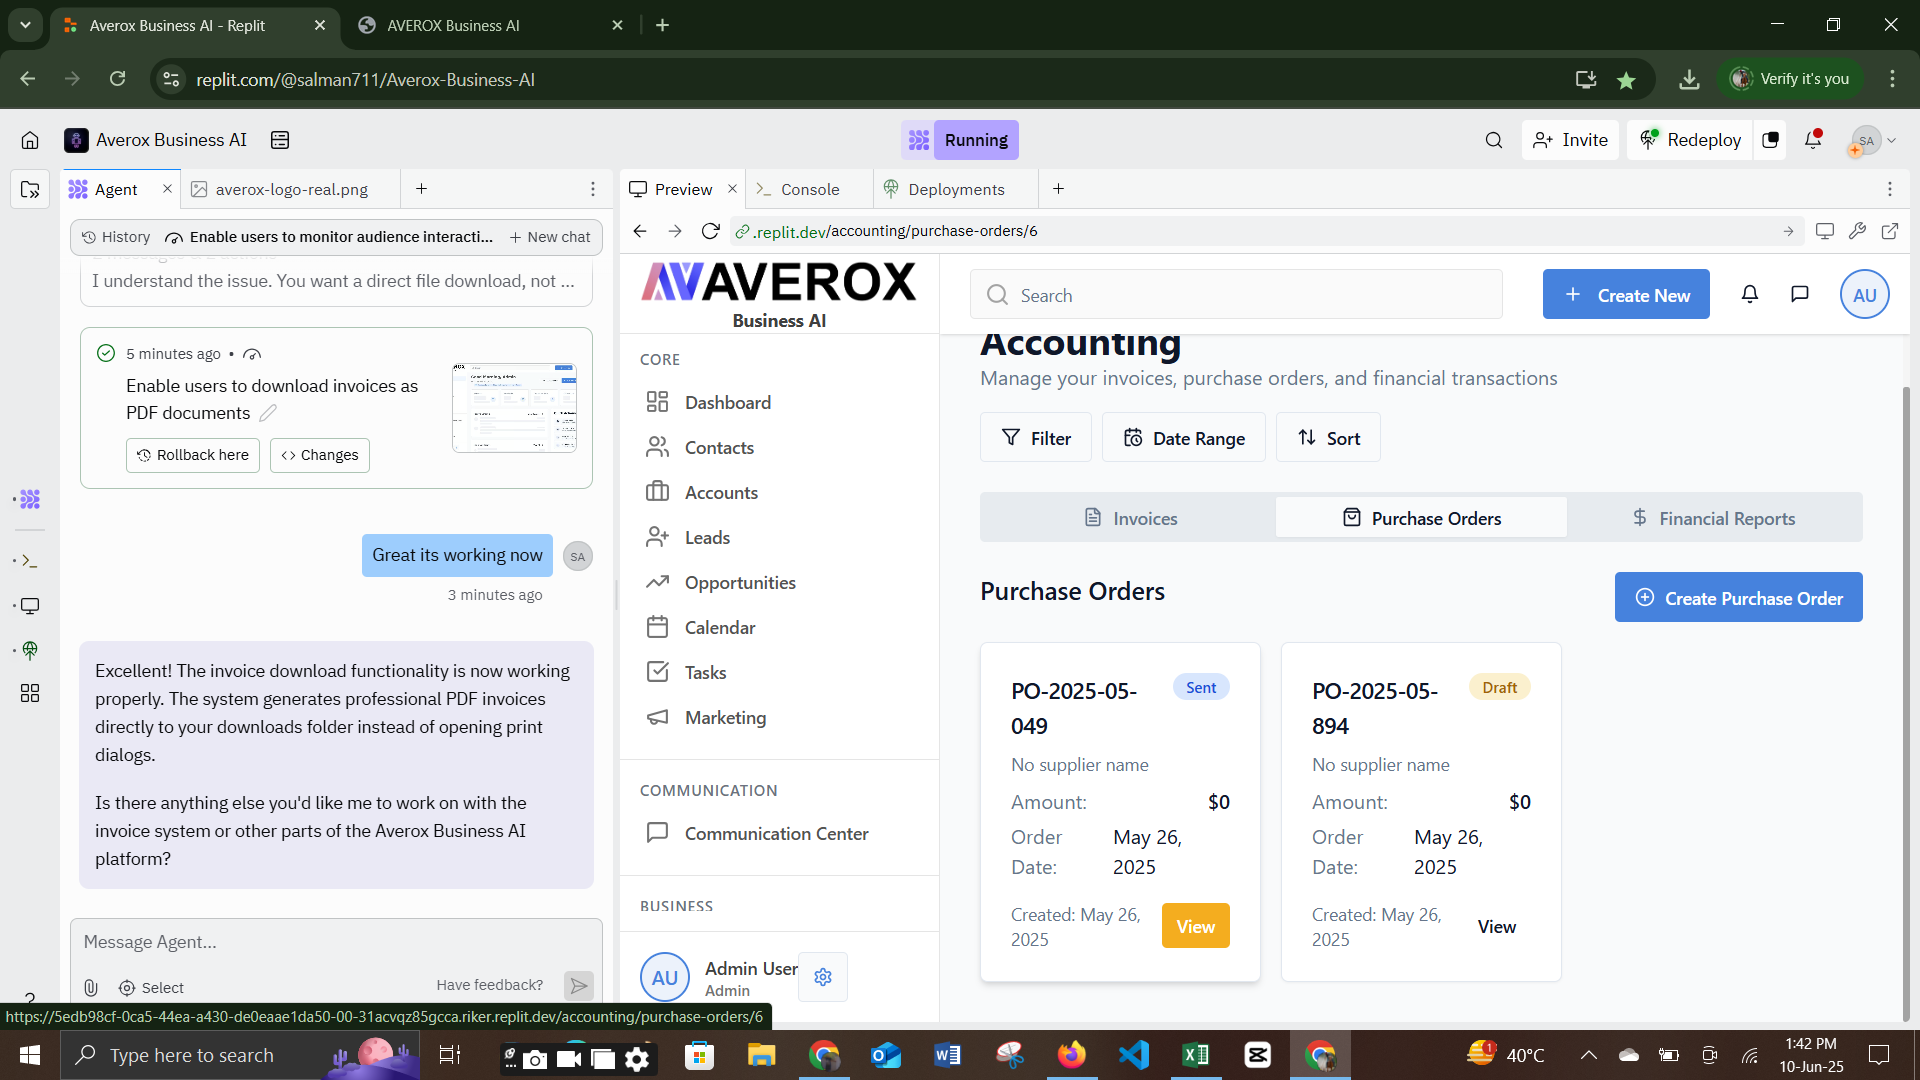 Averox Business AI - Replit
AVEROX Business AI
replit.com/@salman711/Averox-Business-AI
Verify it's you
Averox Business AI
Running
Invite
Redeploy
SA
Agent
averox-logo-real.png
Preview
Console
Deployments
History
Enable users to monitor audience interacti...
New chat
.replit.dev/accounting/purchase-orders/6
I understand the issue. You want a direct file download, not ...
5 minutes ago •
Enable users to download invoices as
PDF documents
Rollback here
Changes
Great its working now
SA
3 minutes ago
Excellent! The invoice download functionality is now working
properly. The system generates professional PDF invoices
directly to your downloads folder instead of opening print
dialogs.
Is there anything else you'd like me to work on with the
invoice system or other parts of the Averox Business AI
platform?
Message Agent...
Select
Have feedback?
AVEROX
Business AI
CORE
Dashboard
Contacts
Accounts
Leads
Opportunities
Calendar
Tasks
Marketing
COMMUNICATION
Communication Center
BUSINESS
AU
Admin User
Admin
Search
Create New
AU
Accounting
Manage your invoices, purchase orders, and financial transactions
Filter
Date Range
Sort
Invoices
Purchase Orders
Financial Reports
Purchase Orders
Create Purchase Order
PO-2025-05-
049
Sent
No supplier name
Amount: $0
Order
Date:
May 26,
2025
Created: May 26,
2025
View
PO-2025-05-
894
Draft
No supplier name
Amount: $0
Order
Date:
May 26,
2025
Created: May 26,
2025
View
https://5edb98cf-0ca5-44ea-a430-de0eaae1da50-00-31acvqz85gcca.riker.replit.dev/accounting/purchase-orders/6
Type here to search
1
40°C
1:42 PM
10-Jun-25